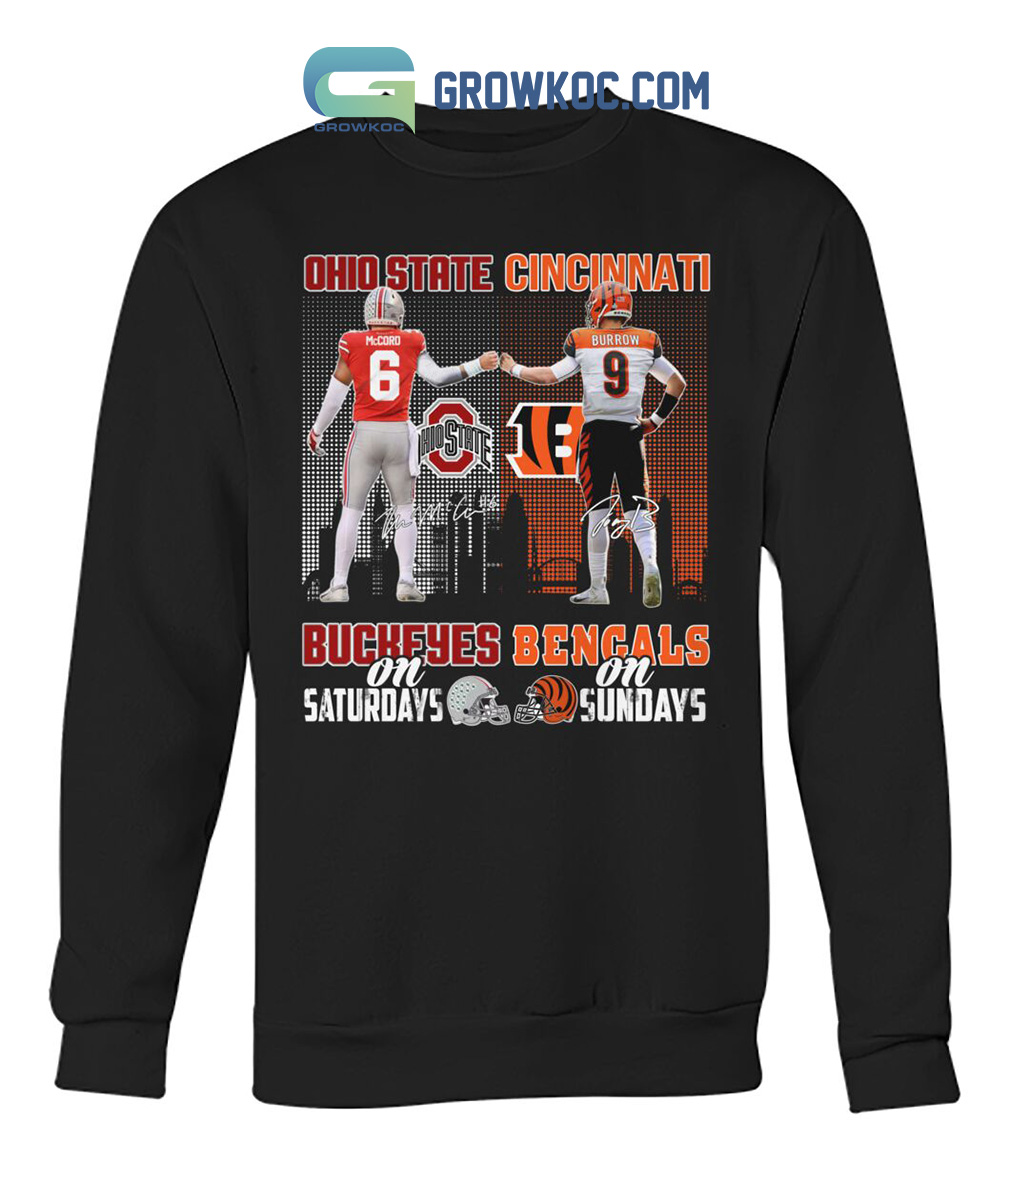 GROWKOC.COM
GROWKOC
OHIO STATE CINCINNATI
McCORD
6
BURROW
9
OHIO STATE
B
BUCKEYES BENGALS
on on
SATURDAYS SUNDAYS